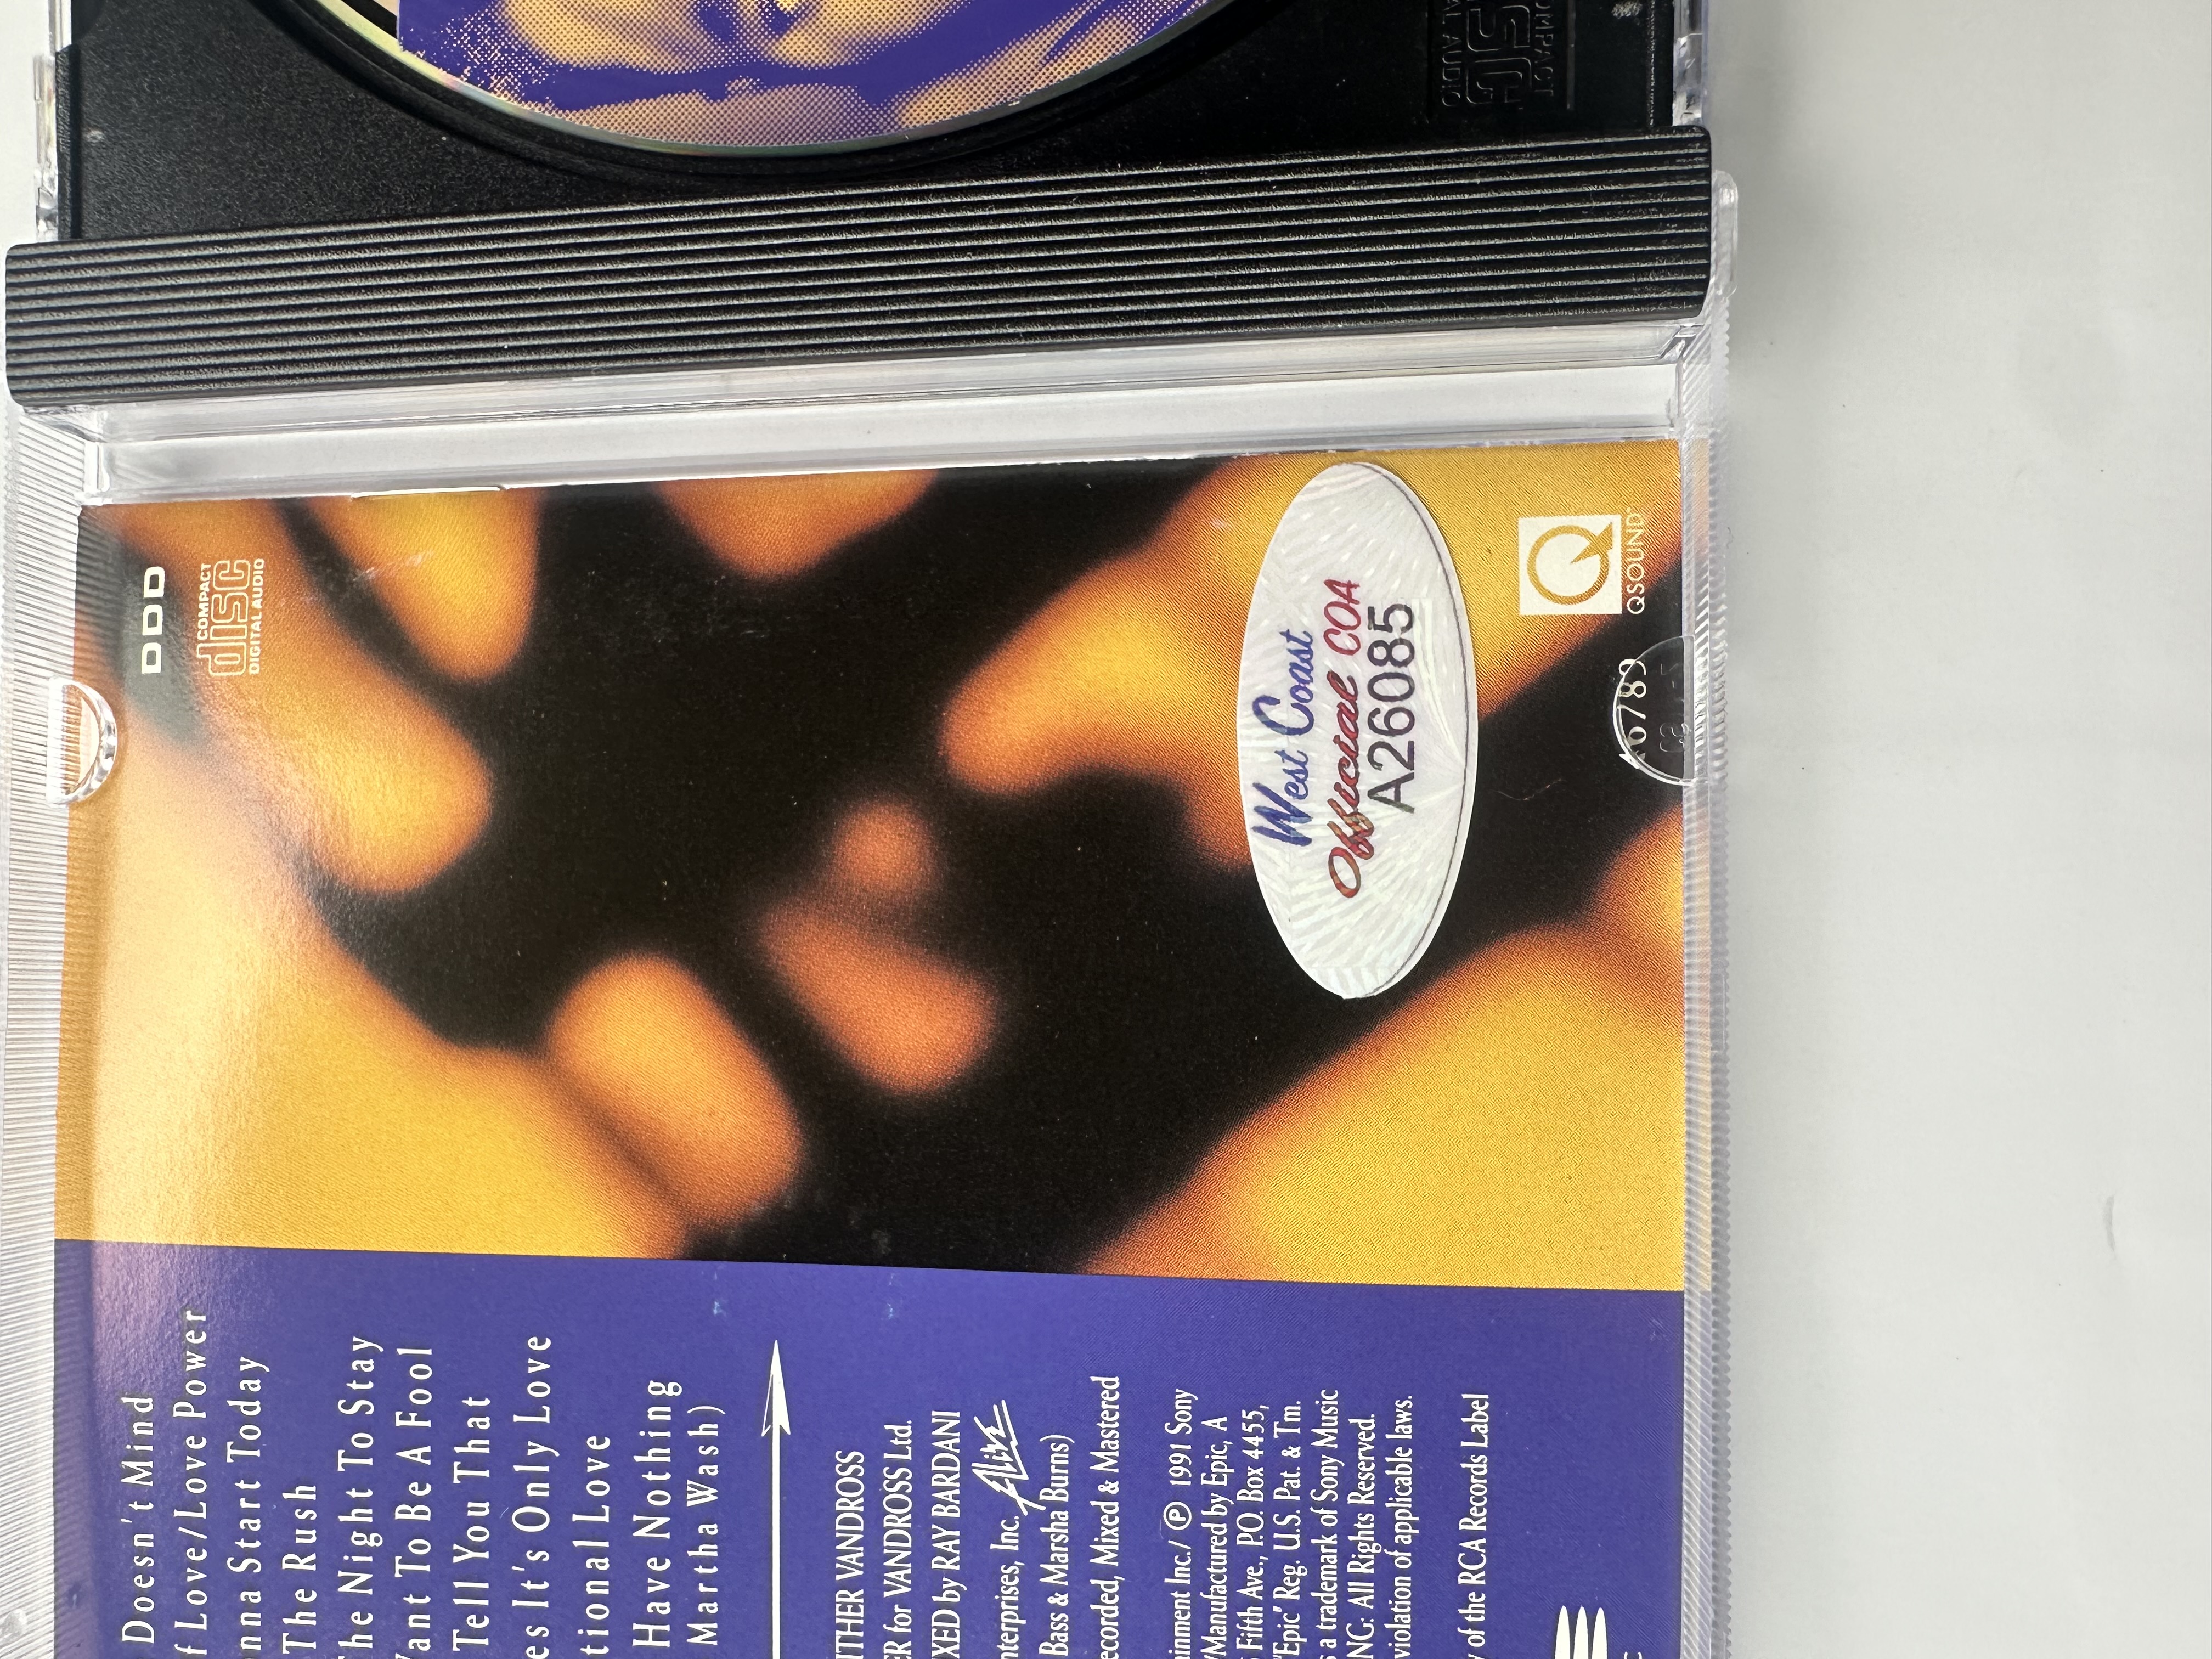 COMPACT
disc
DIGITAL AUDIO
DDD
West Coast
Official COA
A26085
QSOUND
Doesn't Mind
f Love/Love Power
nna Start Today
The Rush
he Night To Stay
Want To Be A Fool
Tell You That
es It's Only Love
tional Love
Have Nothing
Martha Wash)
THER VANDROSS
ER for VANDROSS Ltd.
XED by RAY BARDANI
nterprises, Inc. Alive
Bass & Marsha Burns)
ecorded, Mixed & Mastered
ainment Inc./ ℗ 1991 Sony
/Manufactured by Epic, A
Fifth Ave., P.O. Box 4455,
"Epic" Reg. U.S. Pat. & Tm.
s a trademark of Sony Music
NG: All Rights Reserved.
violation of applicable laws.
y of the RCA Records Label